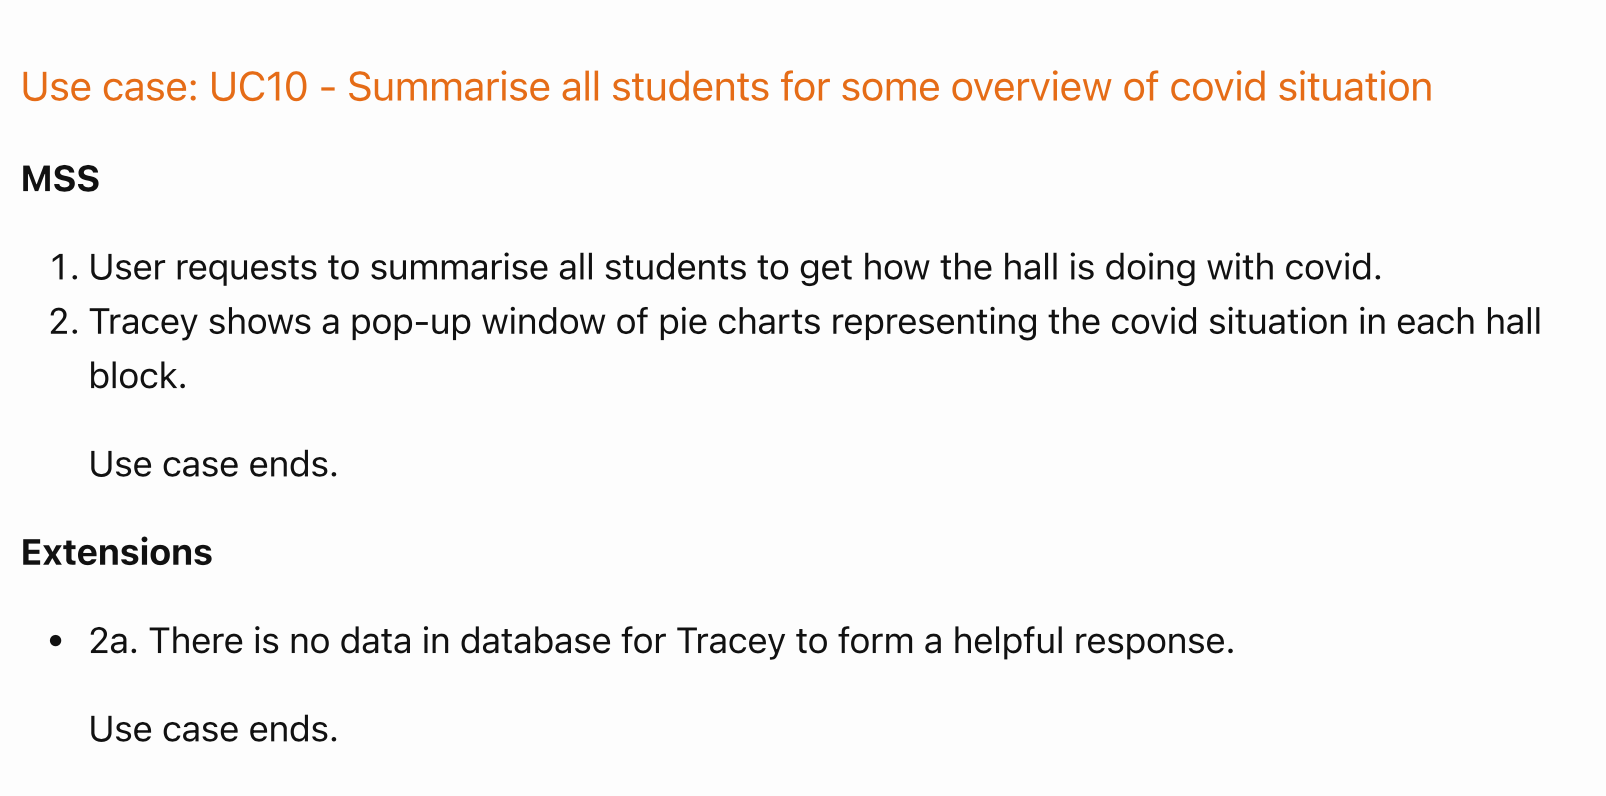 Use case: UC10 - Summarise all students for some overview of covid situation
MSS
1. User requests to summarise all students to get how the hall is doing with covid.
2. Tracey shows a pop-up window of pie charts representing the covid situation in each hall
block.
Use case ends.
Extensions
• 2a. There is no data in database for Tracey to form a helpful response.
Use case ends.